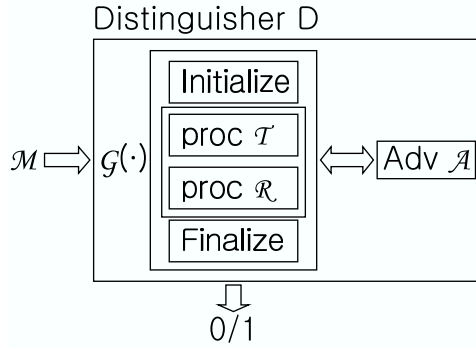 Distinguisher D
Initialize
proc 𝒯
ℳ 𝒢(·) Adv 𝒜
proc ℛ
Finalize
0/1